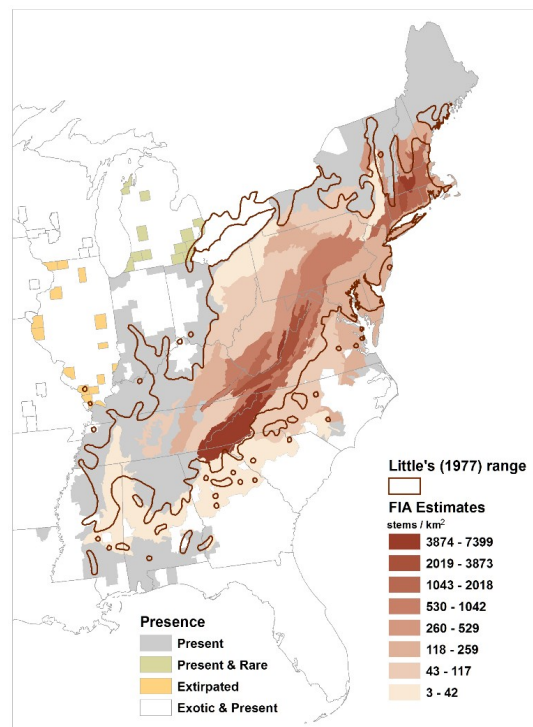 Little's (1977) range
FIA Estimates
stems / km²
3874 - 7399
2019 - 3873
1043 - 2018
530 - 1042
260 - 529
118 - 259
43 - 117
3 - 42
Presence
Present
Present & Rare
Extirpated
Exotic & Present